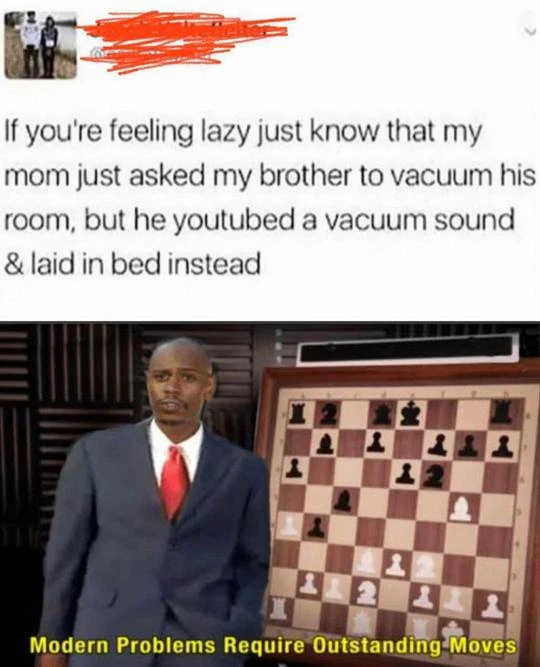 If you're feeling lazy just know that my
mom just asked my brother to vacuum his
room, but he youtubed a vacuum sound
& laid in bed instead
Modern Problems Require Outstanding Moves